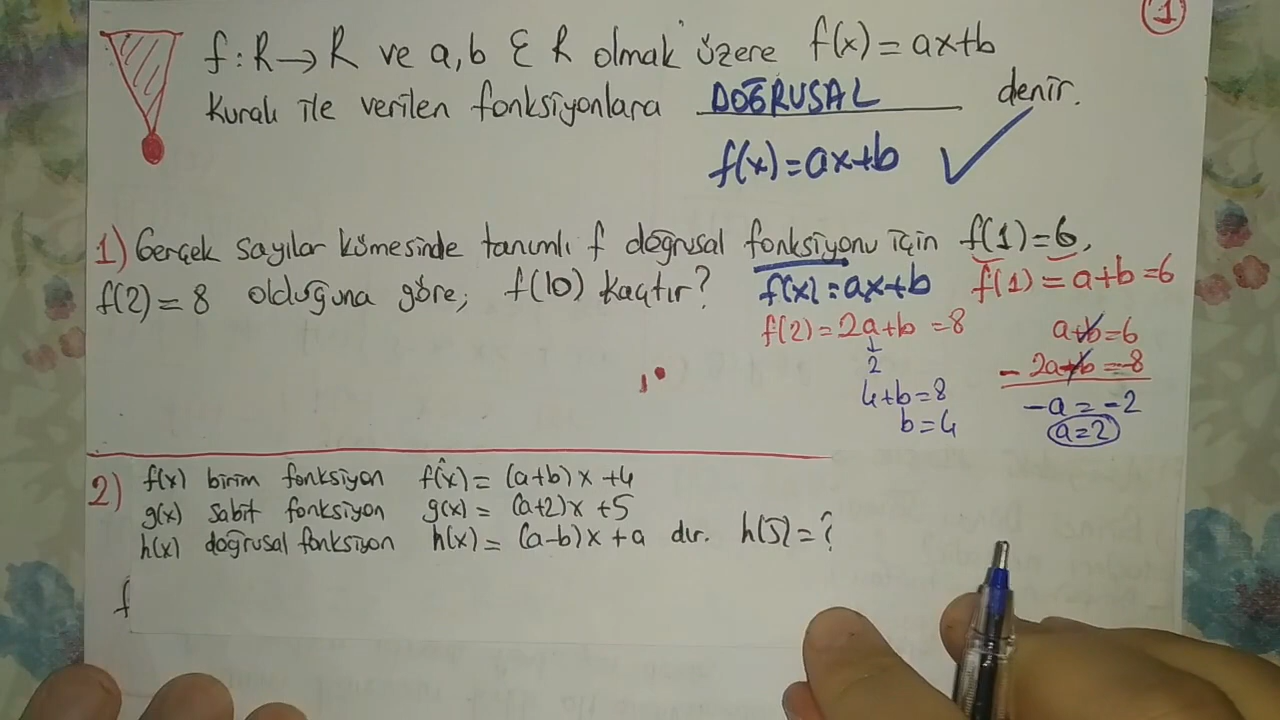 1
f:R→R ve a,b ∈ R olmak üzere f(x)=ax+b
kuralı ile verilen fonksiyonlara DOĞRUSAL denir.
f(x)=ax+b ✓
1) Gerçek sayılar kümesinde tanımlı f doğrusal fonksiyonu için f(1)=6,
f(2)=8 olduğuna göre, f(10) kaçtır?
f(x)=ax+b
f(1)=a+b=6
f(2)=2a+b=8
2
4+b=8
b=4
a+b=6
- 2a+b=-8
-a=-2
a=2
2) f(x) birim fonksiyon f(x)=(a+b)x+4
g(x) sabit fonksiyon g(x)=(a+2)x+5
h(x) doğrusal fonksiyon h(x)=(a-b)x+a dır. h(5)=?
f